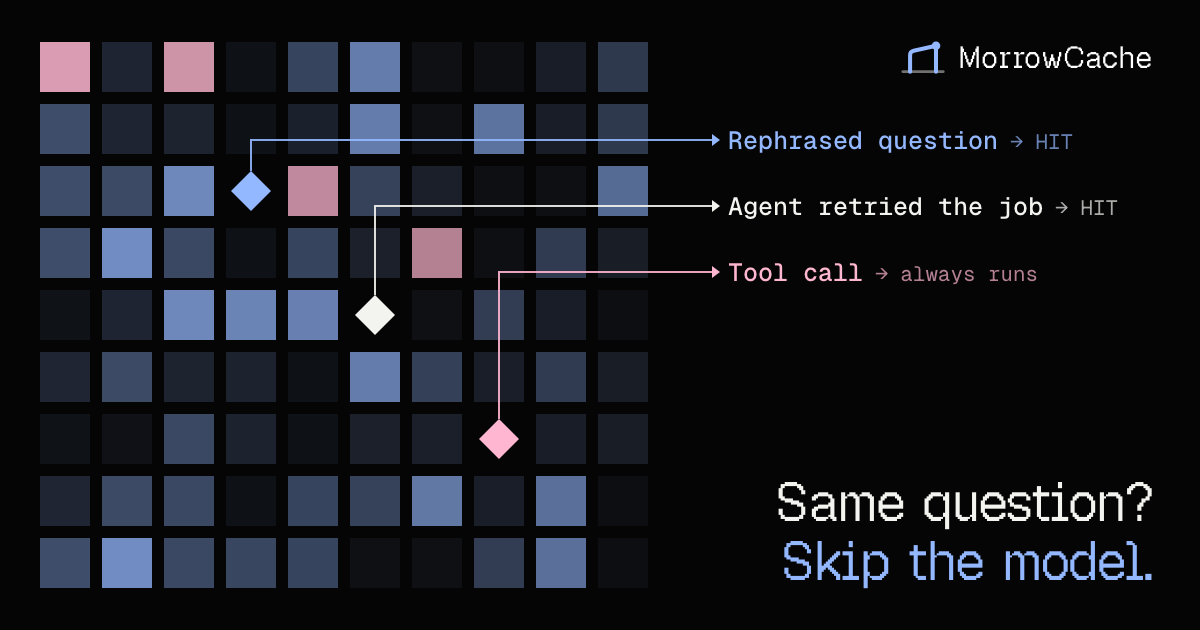 MorrowCache
Rephrased question → HIT
Agent retried the job → HIT
Tool call → always runs
Same question?
Skip the model.